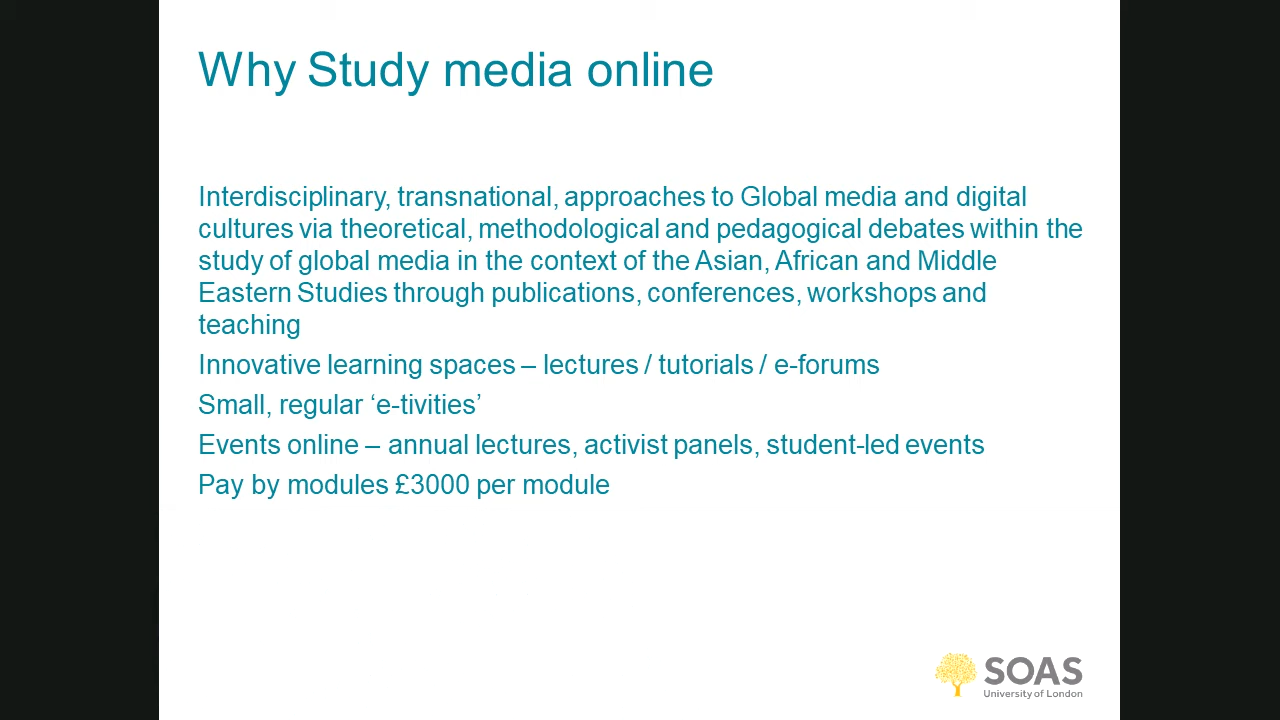 Why Study media online
Interdisciplinary, transnational, approaches to Global media and digital
cultures via theoretical, methodological and pedagogical debates within the
study of global media in the context of the Asian, African and Middle
Eastern Studies through publications, conferences, workshops and
teaching
Innovative learning spaces – lectures / tutorials / e-forums
Small, regular ‘e-tivities’
Events online – annual lectures, activist panels, student-led events
Pay by modules £3000 per module
SOAS
University of London